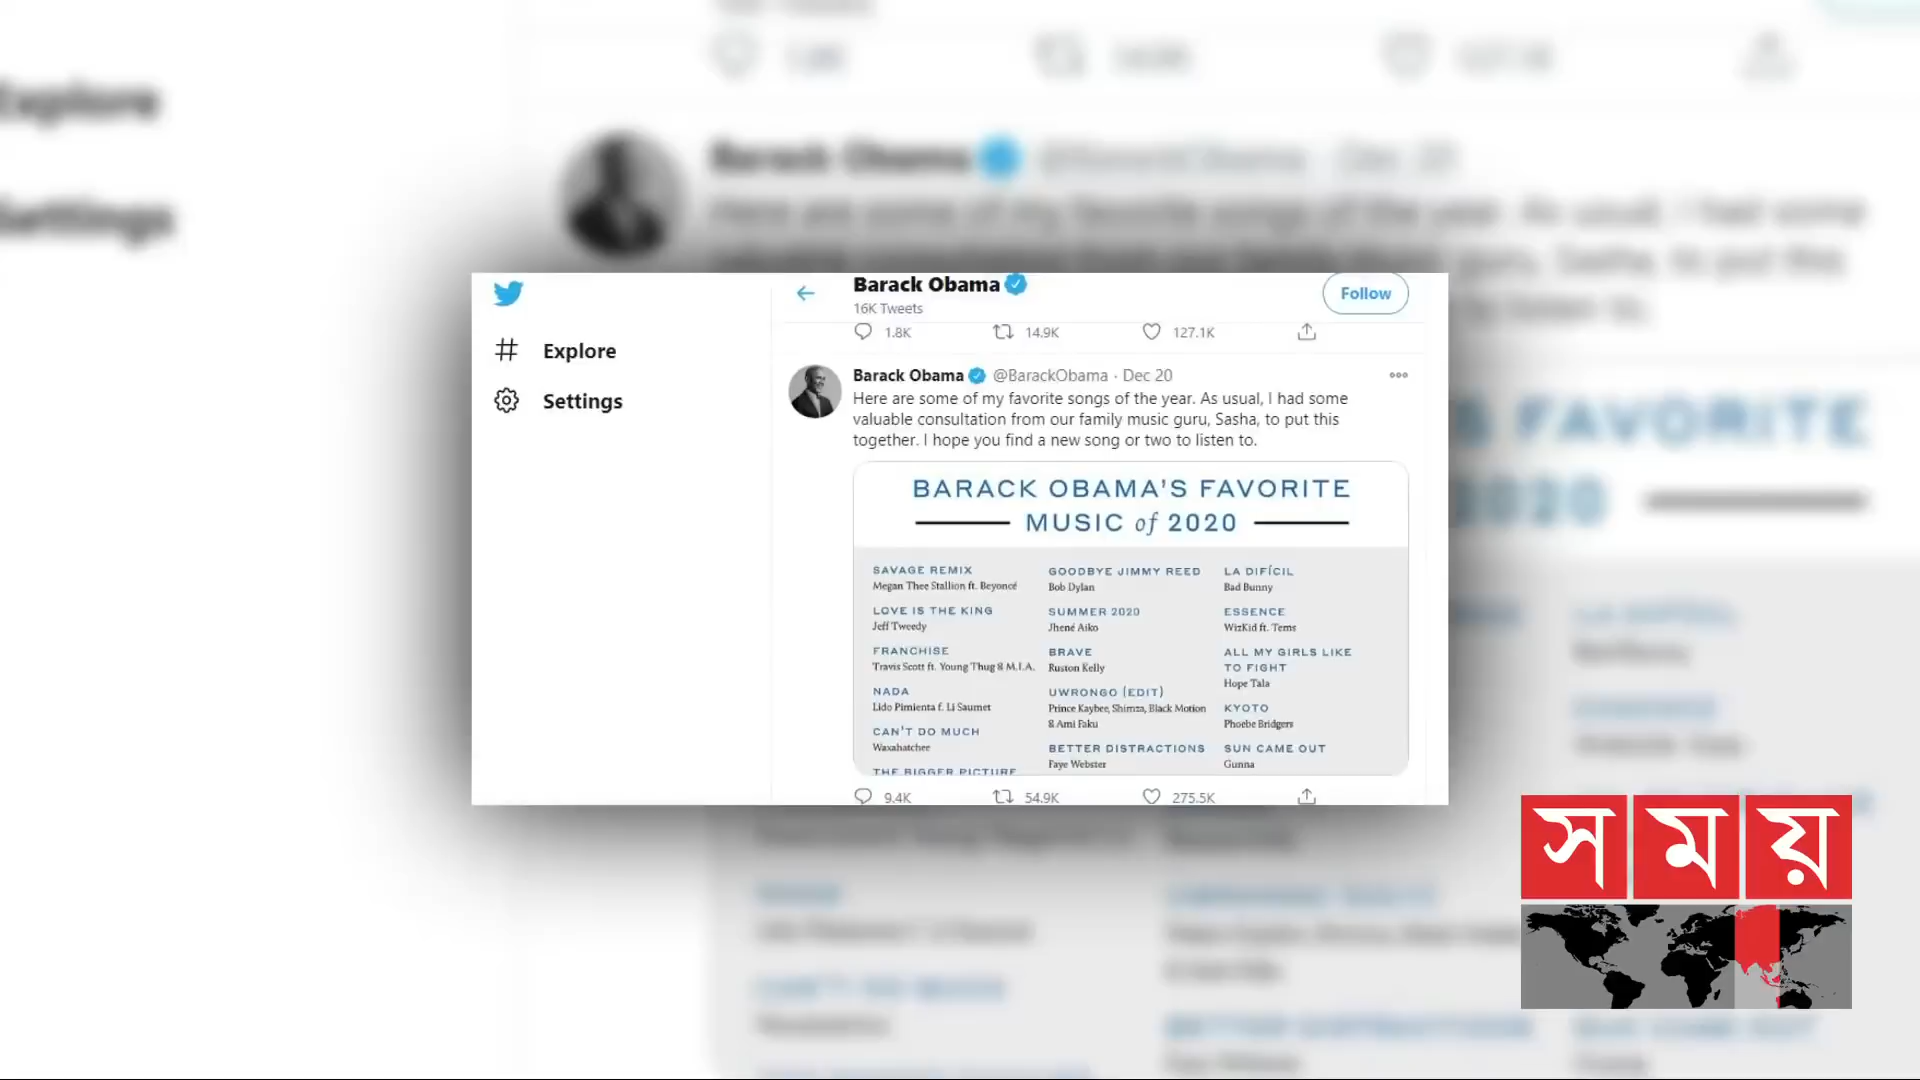 Explore
Settings
Barack Obama
16K Tweets
Follow
1.8K 14.9K 127.1K
Barack Obama @BarackObama · Dec 20
Here are some of my favorite songs of the year. As usual, I had some
valuable consultation from our family music guru, Sasha, to put this
together. I hope you find a new song or two to listen to.
BARACK OBAMA'S FAVORITE
MUSIC of 2020
SAVAGE REMIX
Megan Thee Stallion ft. Beyoncé
LOVE IS THE KING
Jeff Tweedy
FRANCHISE
Travis Scott ft. Young Thug & M.I.A.
NADA
Lido Pimienta f. Li Saumet
CAN'T DO MUCH
Waxahatchee
THE BIGGER PICTURE
GOODBYE JIMMY REED
Bob Dylan
SUMMER 2020
Jhené Aiko
BRAVE
Ruston Kelly
UWRONGO (EDIT)
Prince Kaybee, Shimza, Black Motion
& Ami Faku
BETTER DISTRACTIONS
Faye Webster
LA DIFÍCIL
Bad Bunny
ESSENCE
WizKid ft. Tems
ALL MY GIRLS LIKE
TO FIGHT
Hope Tala
KYOTO
Phoebe Bridgers
SUN CAME OUT
Gunna
9.4K 54.9K 275.5K
সময়